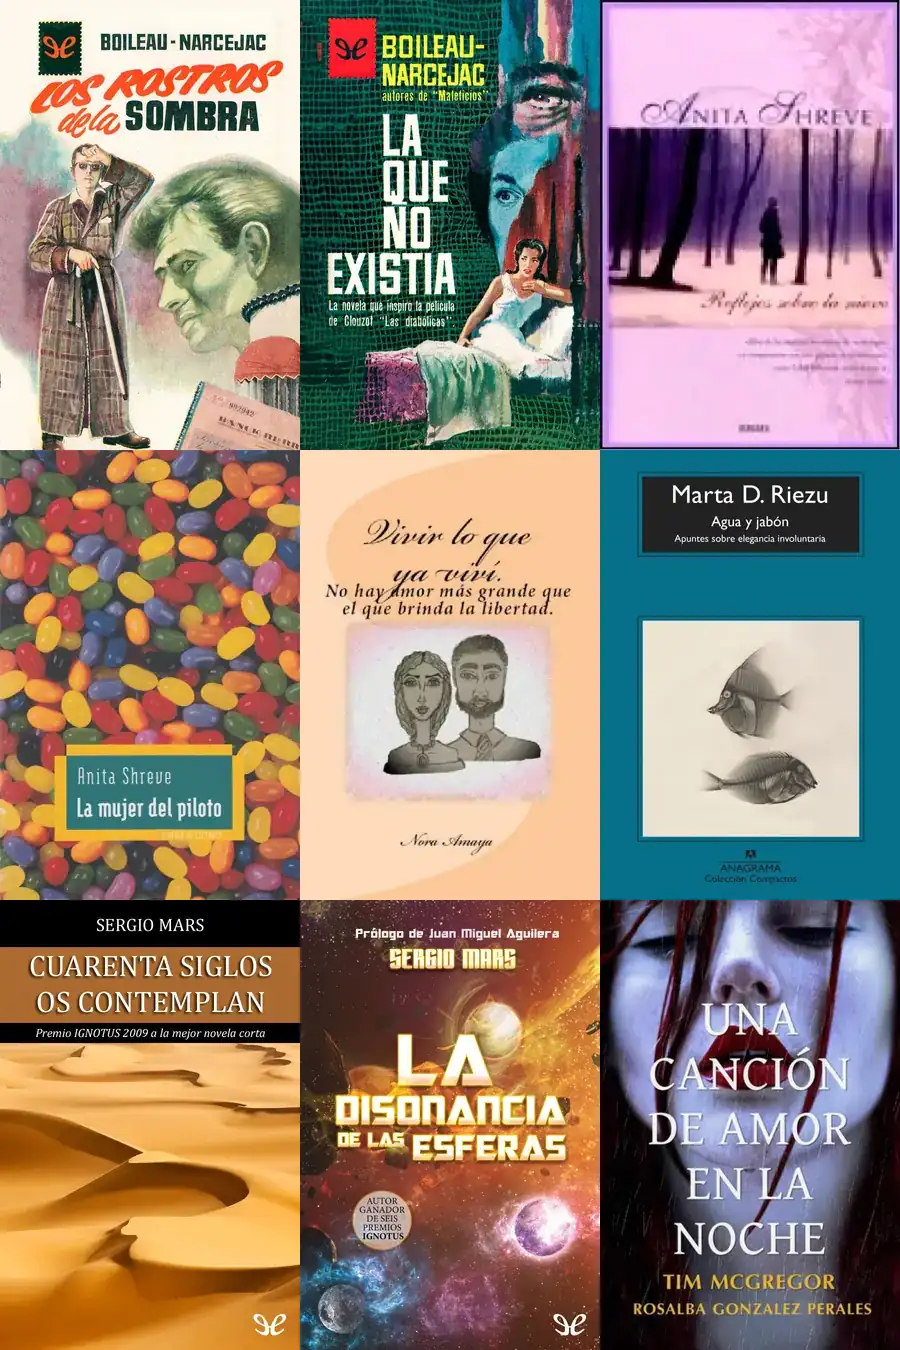 BOILEAU-NARCEJAC
LOS ROSTROS
de la SOMBRA
BOILEAU-
NARCEJAC
autores de "Maleficios"
LA
QUE
NO
EXISTIA
La novela que inspiró la película
de Clouzot "Las diabólicas".
ANITA SHREVE
Reflejos sobre la nieve
Anita Shreve
La mujer del piloto
Vivir lo que
ya viví.
No hay amor más grande que
el que brinda la libertad.
Nora Amaya
Marta D. Riezu
Agua y jabón
Apuntes sobre elegancia involuntaria
ANAGRAMA
Colección Compactos
SERGIO MARS
CUARENTA SIGLOS
OS CONTEMPLAN
Premio IGNOTUS 2009 a la mejor novela corta
Prólogo de Juan Miguel Aguilera
SERGIO MARS
LA
DISONANCIA
DE LAS ESFERAS
AUTOR
GANADOR
DE SEIS
PREMIOS
IGNOTUS
UNA
CANCIÓN
DE AMOR
EN LA
NOCHE
TIM MCGREGOR
ROSALBA GONZALEZ PERALES